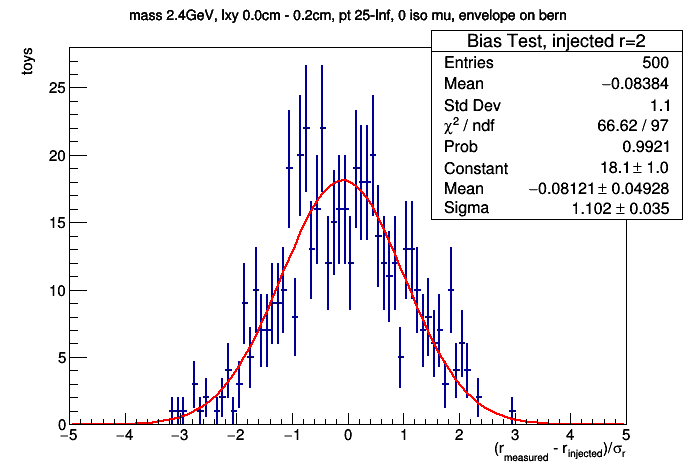 mass 2.4GeV, lxy 0.0cm - 0.2cm, pt 25-Inf, 0 iso mu, envelope on bern
toys
Bias Test, injected r=2
Entries 500
Mean −0.08384
Std Dev 1.1
χ² / ndf 66.62 / 97
Prob 0.9921
Constant 18.1 ± 1.0
Mean −0.08121 ± 0.04928
Sigma 1.102 ± 0.035
25
20
15
10
5
0
−5 −4 −3 −2 −1 0 1 2 3 4 5
(r_measured - r_injected)/σ_r